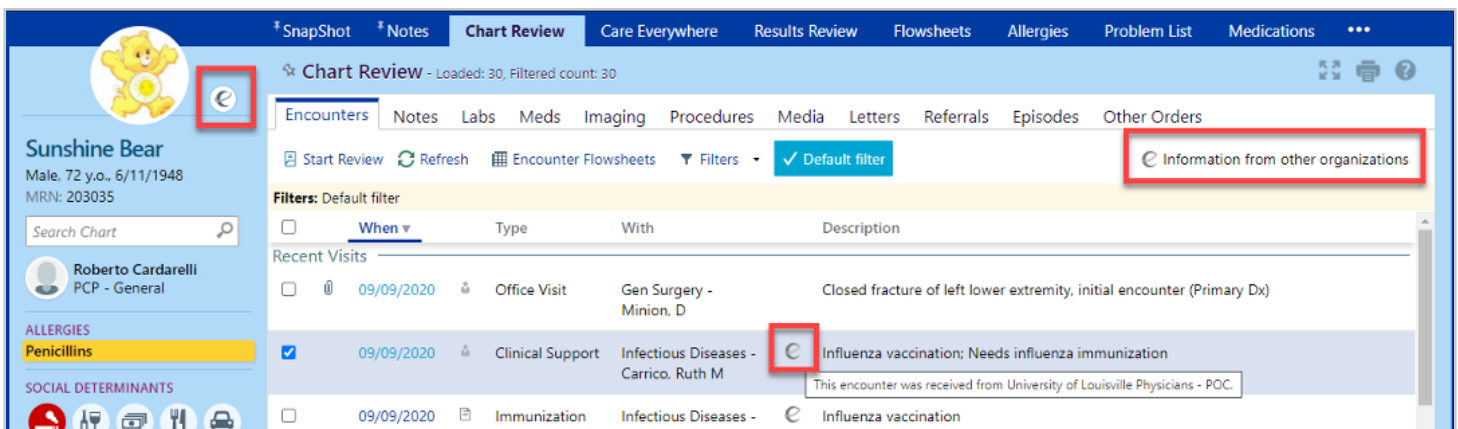 SnapShot Notes Chart Review Care Everywhere Results Review Flowsheets Allergies Problem List Medications •••
Chart Review - Loaded: 30, Filtered count: 30
Encounters Notes Labs Meds Imaging Procedures Media Letters Referrals Episodes Other Orders
Start Review Refresh Encounter Flowsheets Filters Default filter e Information from other organizations
Filters: Default filter
When Type With Description
Recent Visits
09/09/2020 Office Visit Gen Surgery - Closed fracture of left lower extremity, initial encounter (Primary Dx)
Minion, D
09/09/2020 Clinical Support Infectious Diseases - e Influenza vaccination; Needs influenza immunization
Carrico, Ruth M
This encounter was received from University of Louisville Physicians - POC.
09/09/2020 Immunization Infectious Diseases - e Influenza vaccination
e
Sunshine Bear
Male, 72 y.o., 6/11/1948
MRN: 203035
Search Chart
Roberto Cardarelli
PCP - General
ALLERGIES
Penicillins
SOCIAL DETERMINANTS